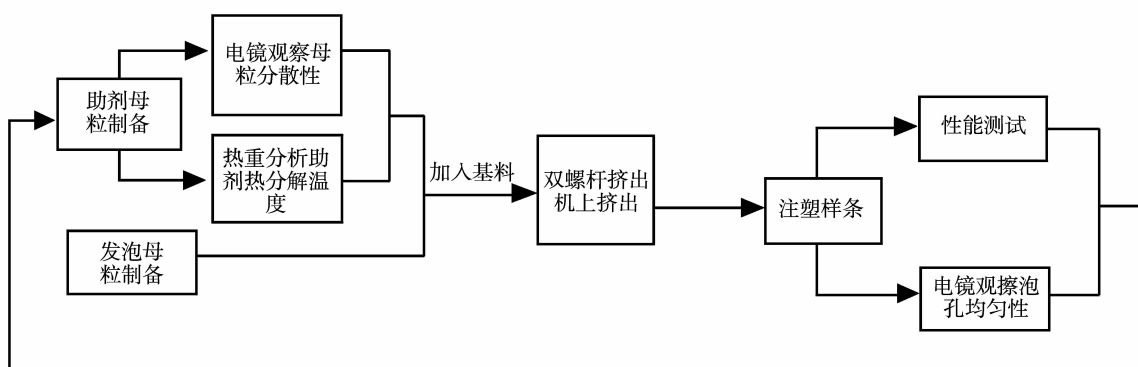 助剂母
粒制备
电镜观察母
粒分散性
热重分析助
剂热分解温
度
发泡母
粒制备
加入基料
双螺杆挤出
机上挤出
注塑样条
性能测试
电镜观擦泡
孔均匀性